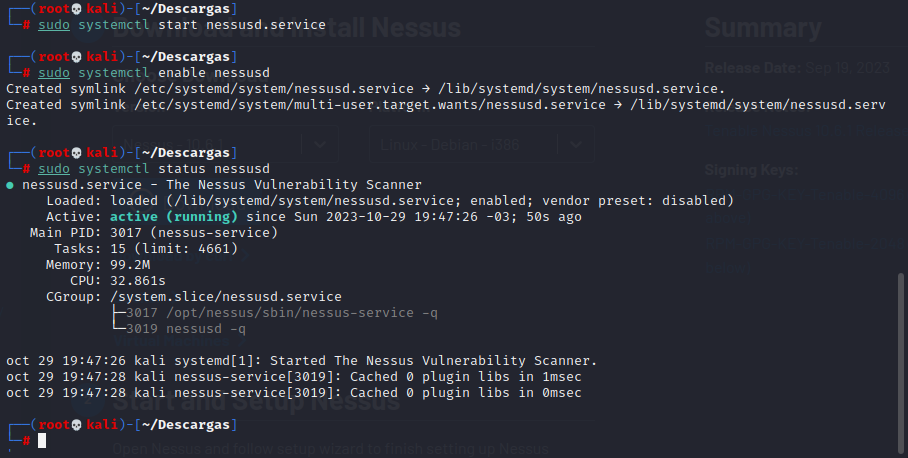 ┌──(root💀kali)-[~/Descargas]
└─# sudo systemctl start nessusd.service
┌──(root💀kali)-[~/Descargas]
└─# sudo systemctl enable nessusd
Created symlink /etc/systemd/system/nessusd.service → /lib/systemd/system/nessusd.service.
Created symlink /etc/systemd/system/multi-user.target.wants/nessusd.service → /lib/systemd/system/nessusd.serv
ice.
┌──(root💀kali)-[~/Descargas]
└─# sudo systemctl status nessusd
● nessusd.service - The Nessus Vulnerability Scanner
Loaded: loaded (/lib/systemd/system/nessusd.service; enabled; vendor preset: disabled)
Active: active (running) since Sun 2023-10-29 19:47:26 -03; 50s ago
Main PID: 3017 (nessus-service)
Tasks: 15 (limit: 4661)
Memory: 99.2M
CPU: 32.861s
CGroup: /system.slice/nessusd.service
├─3017 /opt/nessus/sbin/nessus-service -q
└─3019 nessusd -q
oct 29 19:47:26 kali systemd[1]: Started The Nessus Vulnerability Scanner.
oct 29 19:47:28 kali nessus-service[3019]: Cached 0 plugin libs in 1msec
oct 29 19:47:28 kali nessus-service[3019]: Cached 0 plugin libs in 0msec
┌──(root💀kali)-[~/Descargas]
└─#
Download and Install Nessus
Summary
Release Date: Sep 19, 2023
Linux - Debian - i386
Signing Keys:
Start and Setup Nessus
Open Nessus and follow setup wizard to finish setting up Nessus